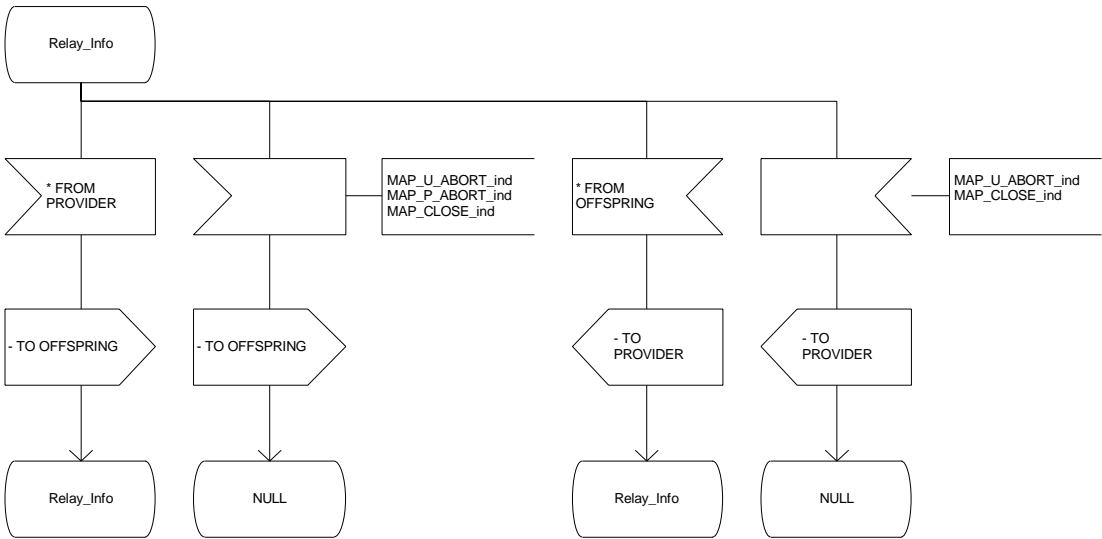 Relay_Info
* FROM
PROVIDER
MAP_U_ABORT_ind
MAP_P_ABORT_ind
MAP_CLOSE_ind
* FROM
OFFSPRING
MAP_U_ABORT_ind
MAP_CLOSE_ind
- TO OFFSPRING
- TO OFFSPRING
- TO
PROVIDER
- TO
PROVIDER
Relay_Info
NULL
Relay_Info
NULL